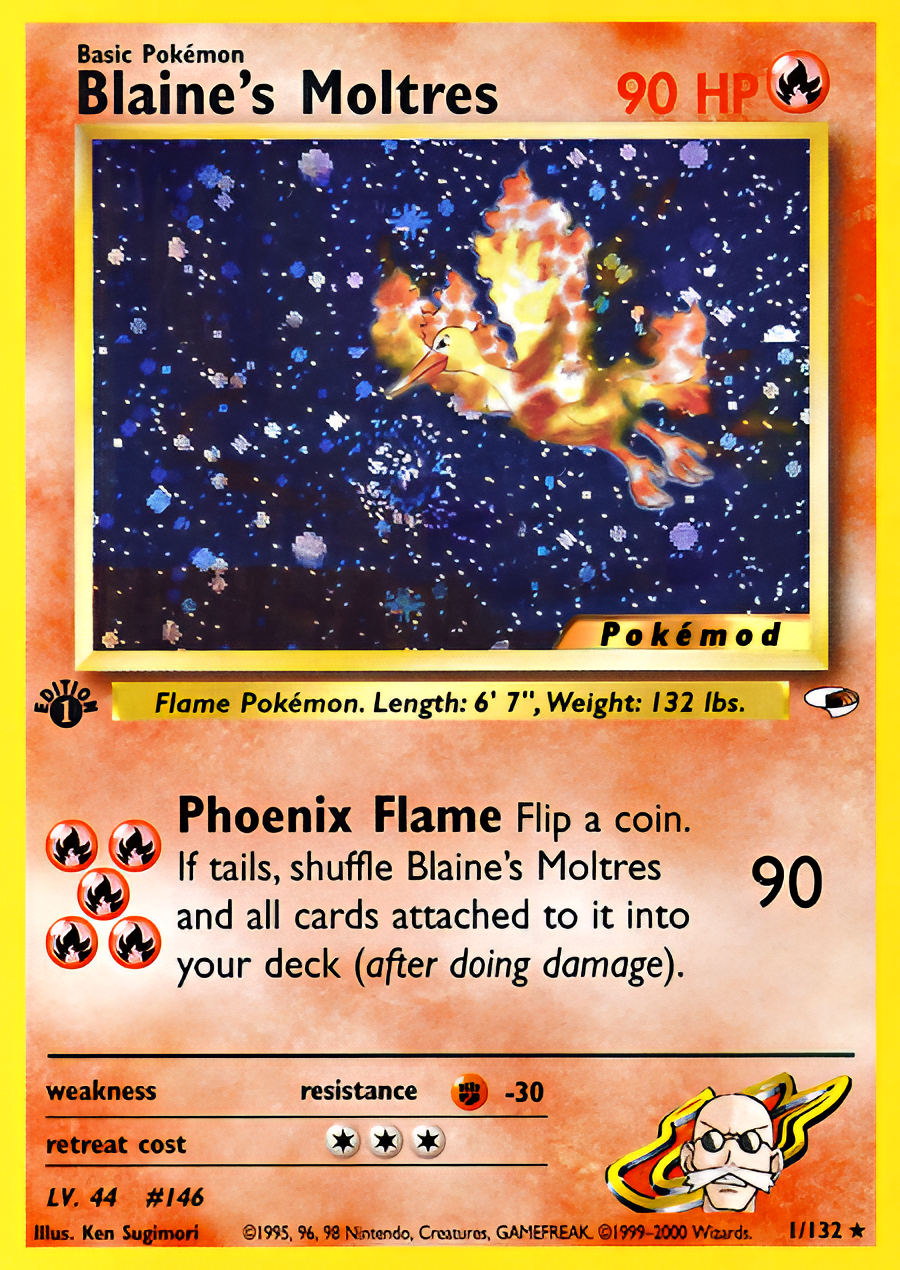 Basic Pokémon
Blaine's Moltres 90 HP
Pokémod
EDITION
1
Flame Pokémon. Length: 6' 7", Weight: 132 lbs.
Phoenix Flame Flip a coin.
If tails, shuffle Blaine's Moltres
and all cards attached to it into
your deck (after doing damage).
90
weakness resistance -30
retreat cost
LV. 44 #146
Illus. Ken Sugimori ©1995, 96, 98 Nintendo, Creatures, GAMEFREAK. ©1999–2000 Wizards. 1/132 ★